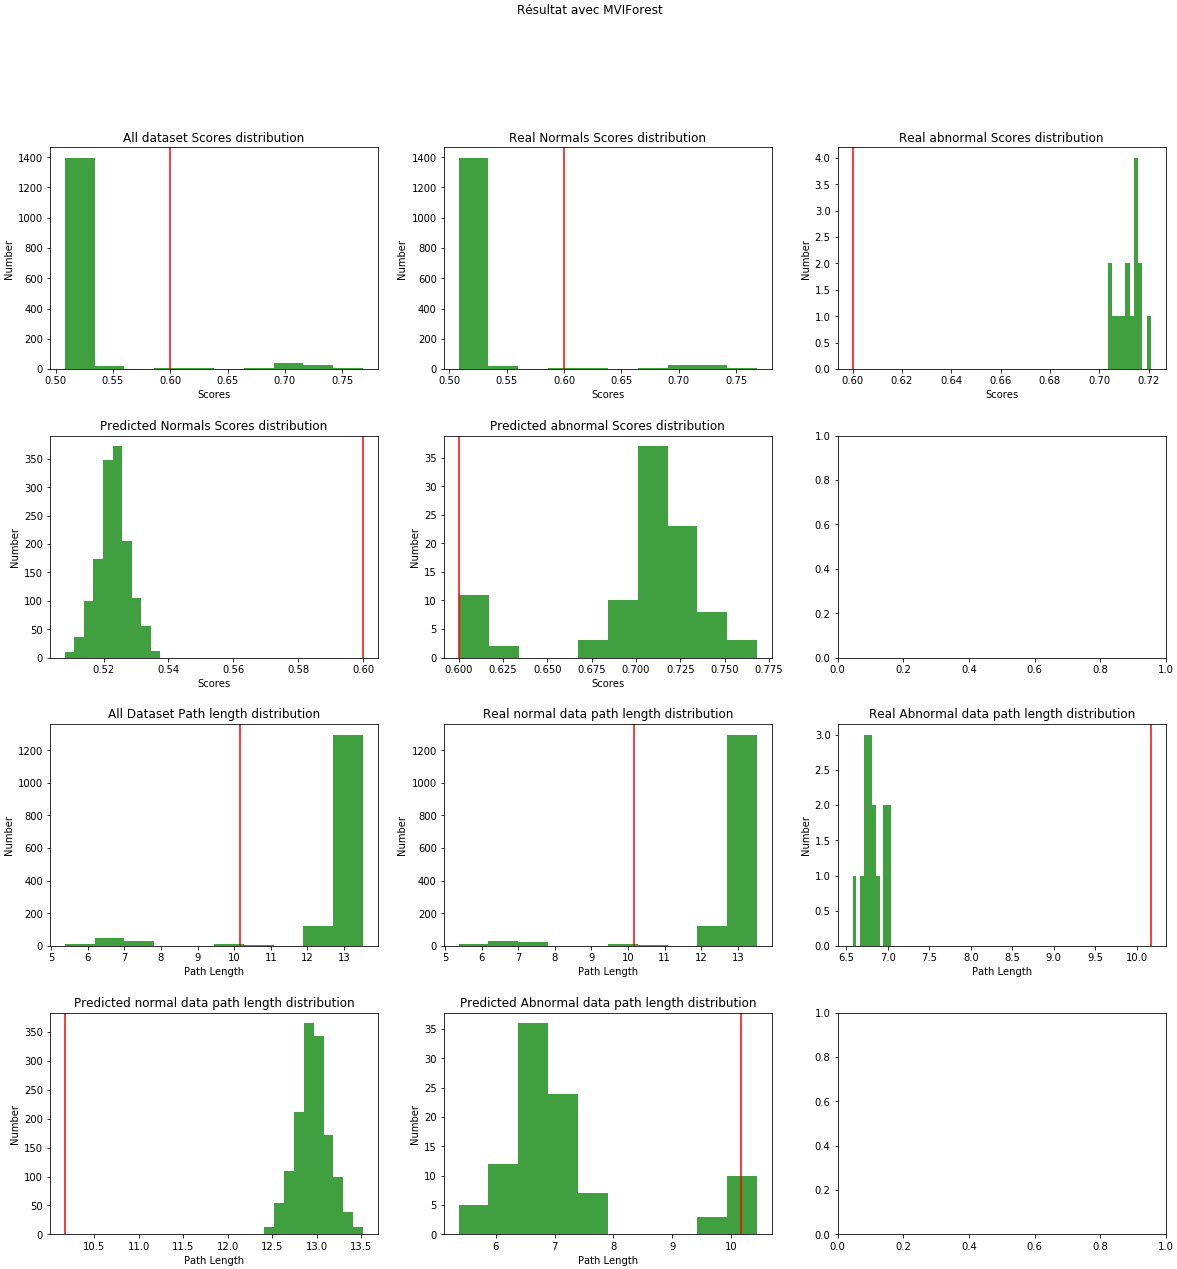 Résultat avec MVIForest
All dataset Scores distribution
Number
1400
1200
1000
800
600
400
200
0
0.50 0.55 0.60 0.65 0.70 0.75
Scores
Real Normals Scores distribution
Number
1400
1200
1000
800
600
400
200
0
0.50 0.55 0.60 0.65 0.70 0.75
Scores
Real abnormal Scores distribution
Number
4.0
3.5
3.0
2.5
2.0
1.5
1.0
0.5
0.0
0.60 0.62 0.64 0.66 0.68 0.70 0.72
Scores
Predicted Normals Scores distribution
Number
350
300
250
200
150
100
50
0
0.52 0.54 0.56 0.58 0.60
Scores
Predicted abnormal Scores distribution
Number
35
30
25
20
15
10
5
0
0.600 0.625 0.650 0.675 0.700 0.725 0.750 0.775
Scores
1.0
0.8
0.6
0.4
0.2
0.0
0.0 0.2 0.4 0.6 0.8 1.0
All Dataset Path length distribution
Number
1200
1000
800
600
400
200
0
5 6 7 8 9 10 11 12 13
Path Length
Real normal data path length distribution
Number
1200
1000
800
600
400
200
0
5 6 7 8 9 10 11 12 13
Path Length
Real Abnormal data path length distribution
Number
3.0
2.5
2.0
1.5
1.0
0.5
0.0
6.5 7.0 7.5 8.0 8.5 9.0 9.5 10.0
Path Length
Predicted normal data path length distribution
Number
350
300
250
200
150
100
50
0
10.5 11.0 11.5 12.0 12.5 13.0 13.5
Path Length
Predicted Abnormal data path length distribution
Number
35
30
25
20
15
10
5
0
6 7 8 9 10
Path Length
1.0
0.8
0.6
0.4
0.2
0.0
0.0 0.2 0.4 0.6 0.8 1.0